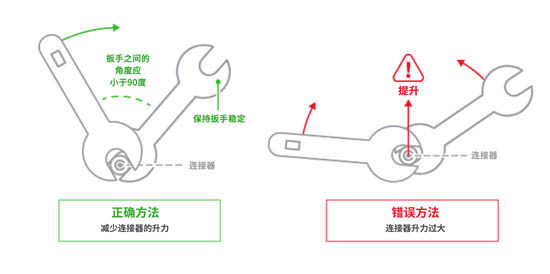 扳手之间的
角度应
小于90度
保持扳手稳定
连接器
正确方法
减少连接器的升力
提升
连接器
错误方法
连接器升力过大